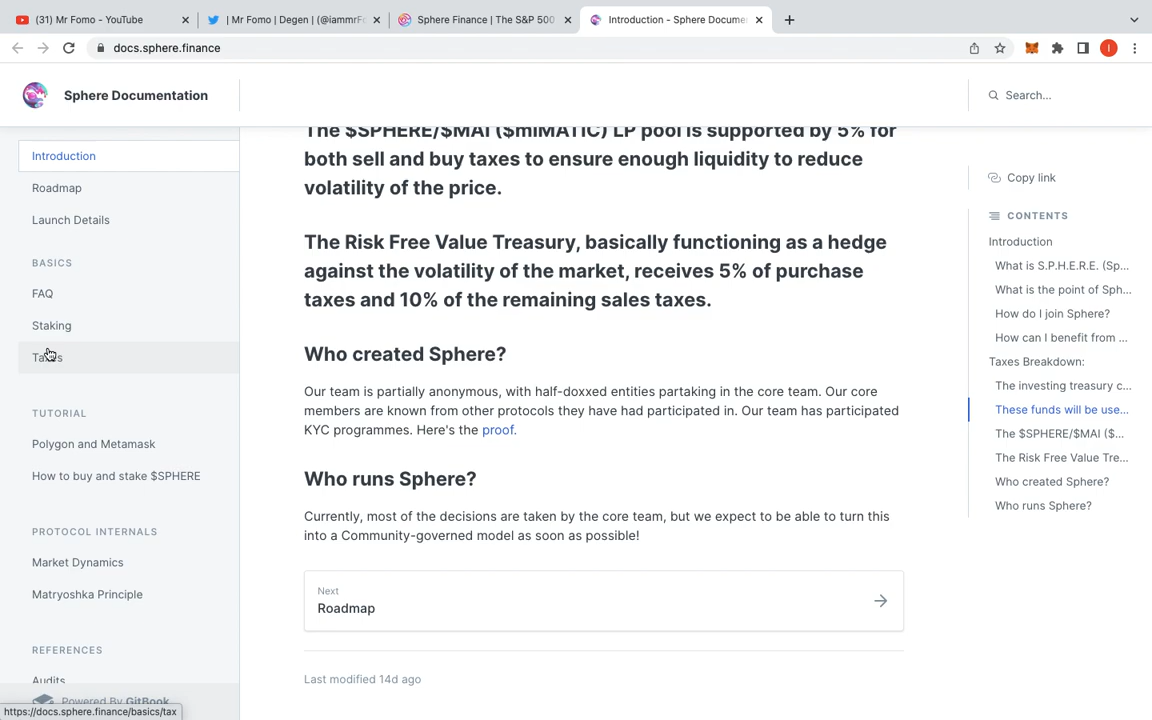 (31) Mr Fomo - YouTube
| Mr Fomo | Degen | (@iammrFo
Sphere Finance | The S&P 500
Introduction - Sphere Docume
docs.sphere.finance
I
Sphere Documentation
Search...
Introduction
Roadmap
Launch Details
BASICS
FAQ
Staking
Taxes
TUTORIAL
Polygon and Metamask
How to buy and stake $SPHERE
PROTOCOL INTERNALS
Market Dynamics
Matryoshka Principle
REFERENCES
Audits
Powered By GitBook
https://docs.sphere.finance/basics/tax
The $SPHERE/$MAI ($miMATIC) LP pool is supported by 5% for
both sell and buy taxes to ensure enough liquidity to reduce
volatility of the price.
The Risk Free Value Treasury, basically functioning as a hedge
against the volatility of the market, receives 5% of purchase
taxes and 10% of the remaining sales taxes.
Who created Sphere?
Our team is partially anonymous, with half-doxxed entities partaking in the core team. Our core
members are known from other protocols they have had participated in. Our team has participated
KYC programmes. Here's the proof.
Who runs Sphere?
Currently, most of the decisions are taken by the core team, but we expect to be able to turn this
into a Community-governed model as soon as possible!
Next
Roadmap
Last modified 14d ago
Copy link
CONTENTS
Introduction
What is S.P.H.E.R.E. (Sp...
What is the point of Sph...
How do I join Sphere?
How can I benefit from ...
Taxes Breakdown:
The investing treasury c...
These funds will be use...
The $SPHERE/$MAI ($...
The Risk Free Value Tre...
Who created Sphere?
Who runs Sphere?